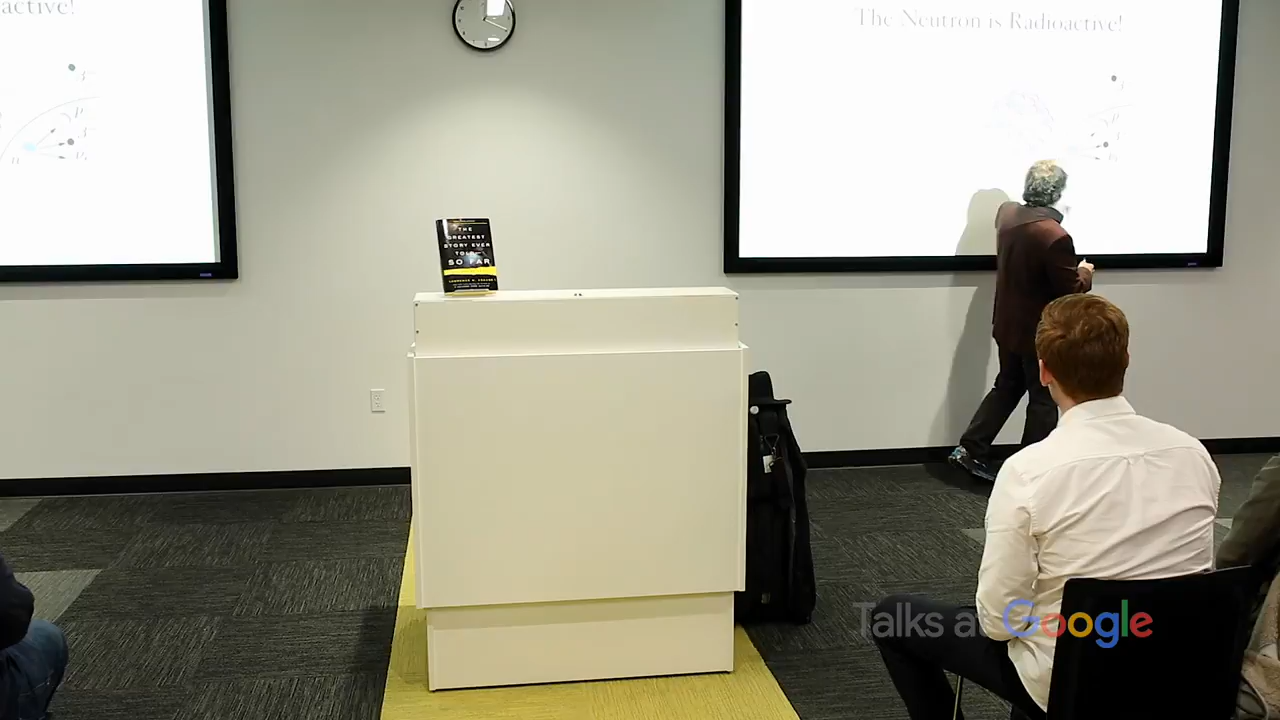 active!
The Neutron is Radioactive!
THE
GREATEST
STORY EVER
TOLD
SO FAR
Talks at Google